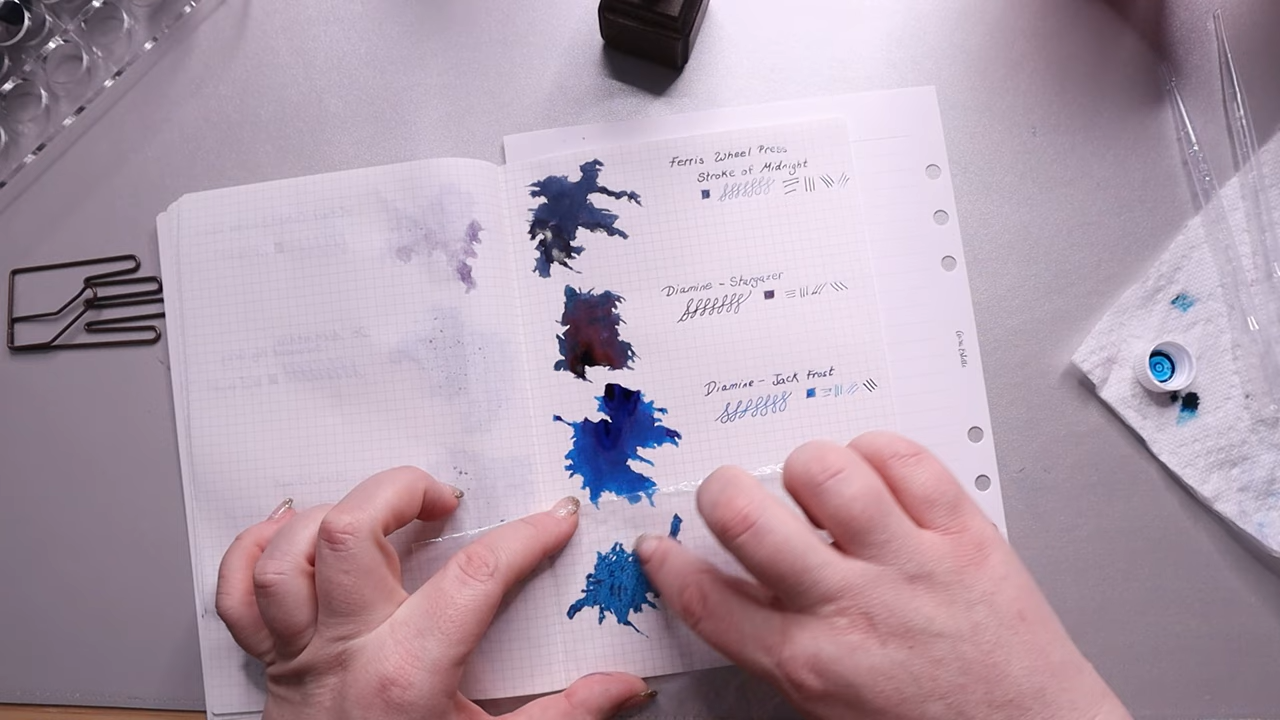 Ferris Wheel Press
Stroke of Midnight
Diamine - Stargazer
Diamine - Jack Frost